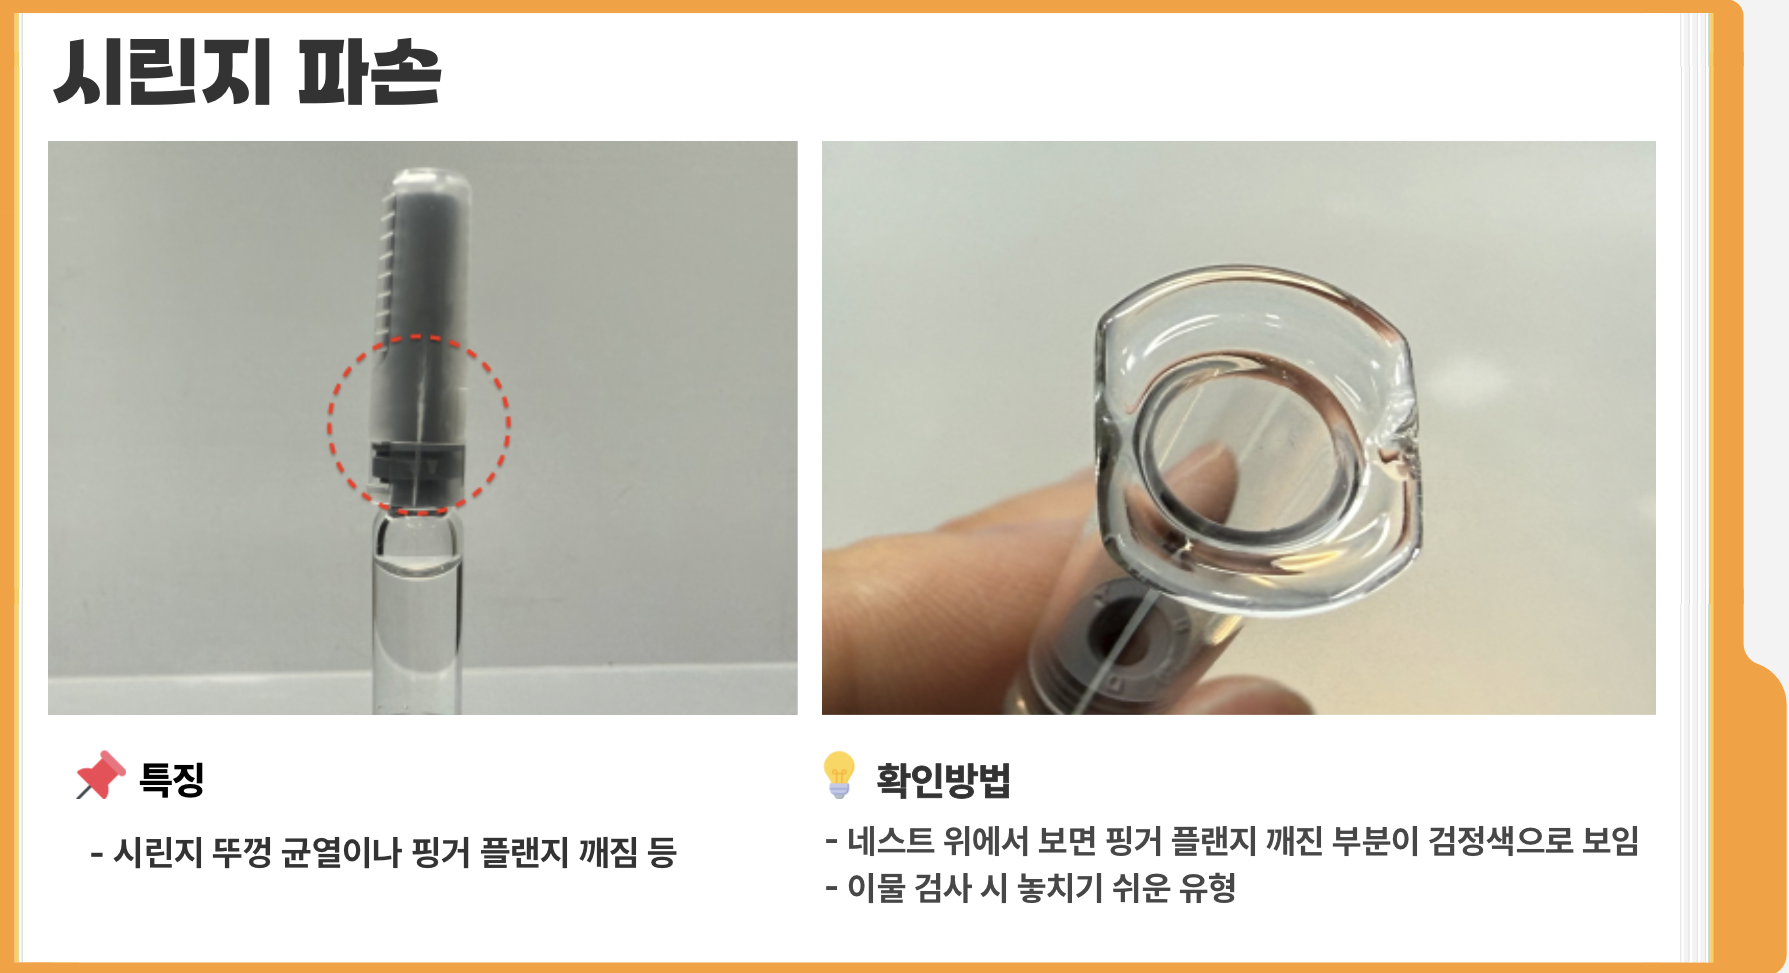 시린지 파손
특징
- 시린지 뚜껑 균열이나 핑거 플랜지 깨짐 등
확인방법
- 네스트 위에서 보면 핑거 플랜지 깨진 부분이 검정색으로 보임
- 이물 검사 시 놓치기 쉬운 유형